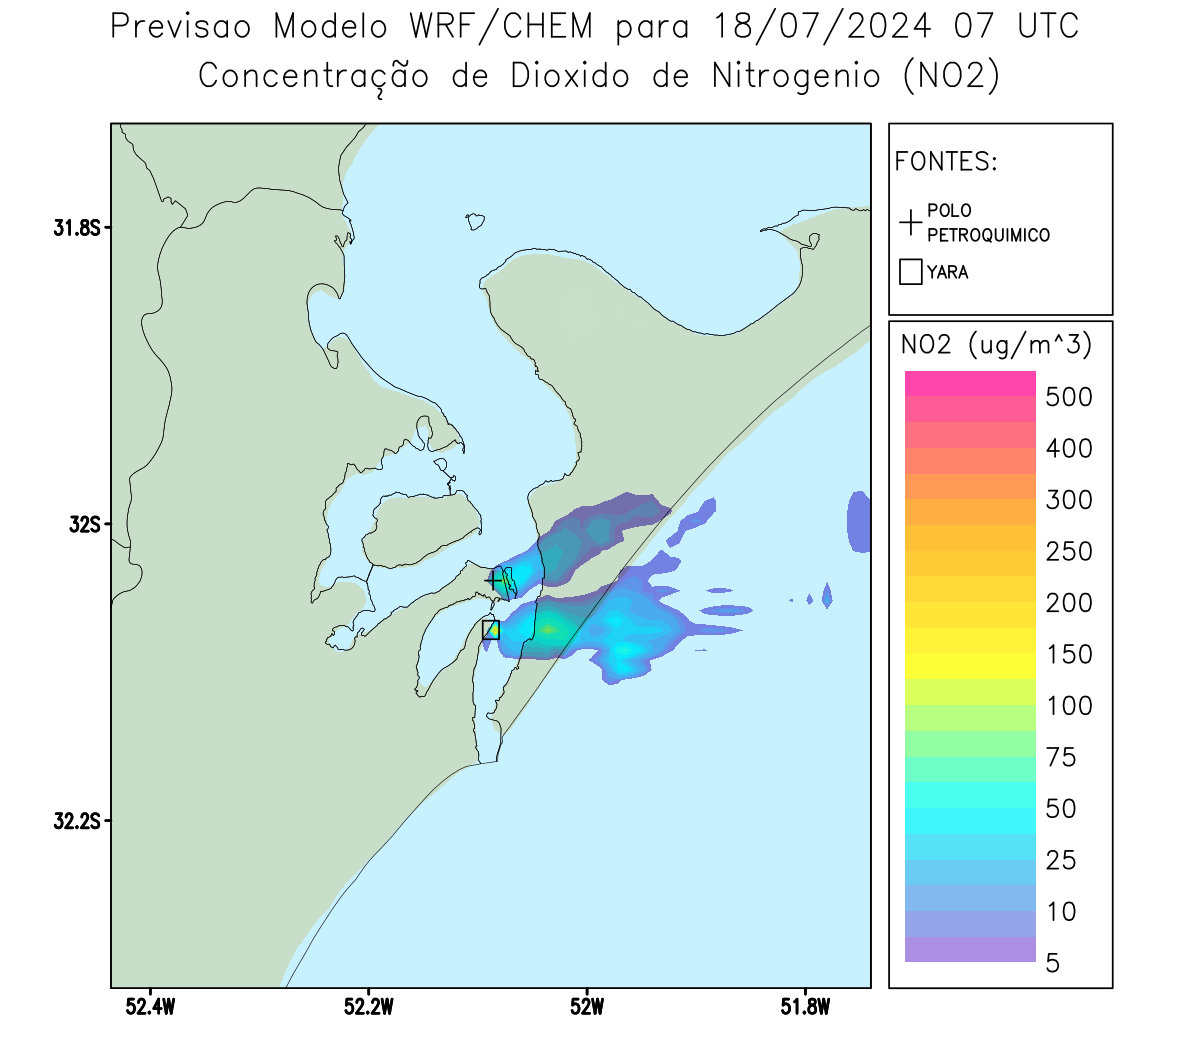 Previsao Modelo WRF/CHEM para 18/07/2024 07 UTC
Concentração de Dioxido de Nitrogenio (NO2)
FONTES:
POLO
PETROQUIMICO
YARA
31.8S
32S
32.2S
52.4W
52.2W
52W
51.8W
NO2 (ug/m^3)
500
400
300
250
200
150
100
75
50
25
10
5